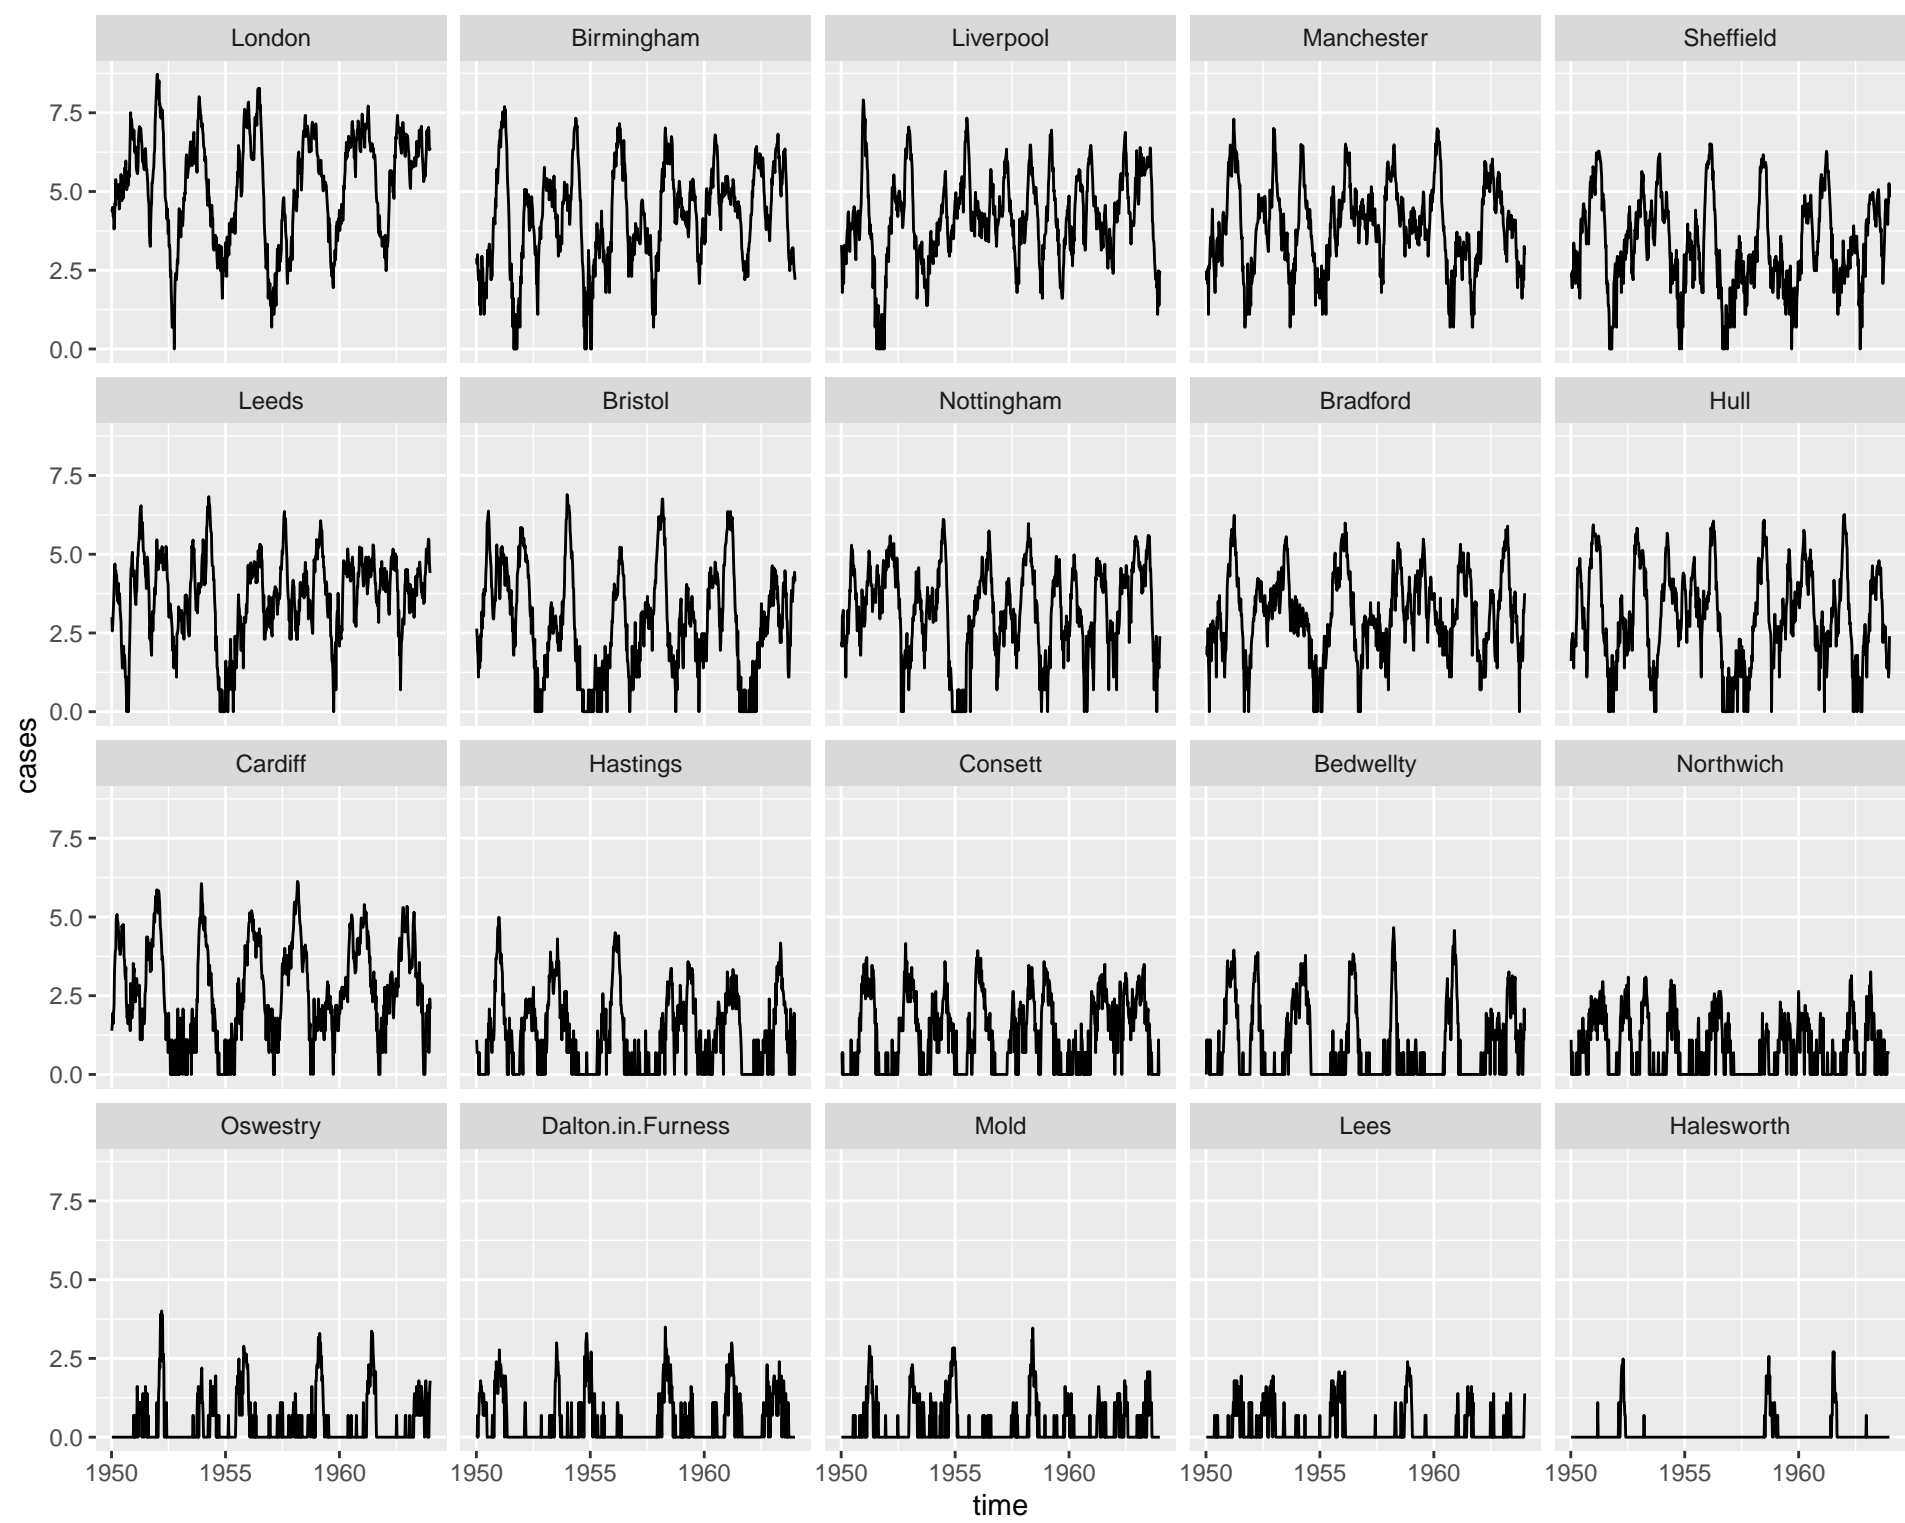 London Birmingham Liverpool Manchester Sheffield
7.5
5.0
2.5
0.0
Leeds Bristol Nottingham Bradford Hull
7.5
5.0
2.5
0.0
cases
Cardiff Hastings Consett Bedwellty Northwich
7.5
5.0
2.5
0.0
Oswestry Dalton.in.Furness Mold Lees Halesworth
7.5
5.0
2.5
0.0
1950 1955 1960 1950 1955 1960 1950 1955 1960 1950 1955 1960 1950 1955 1960
time